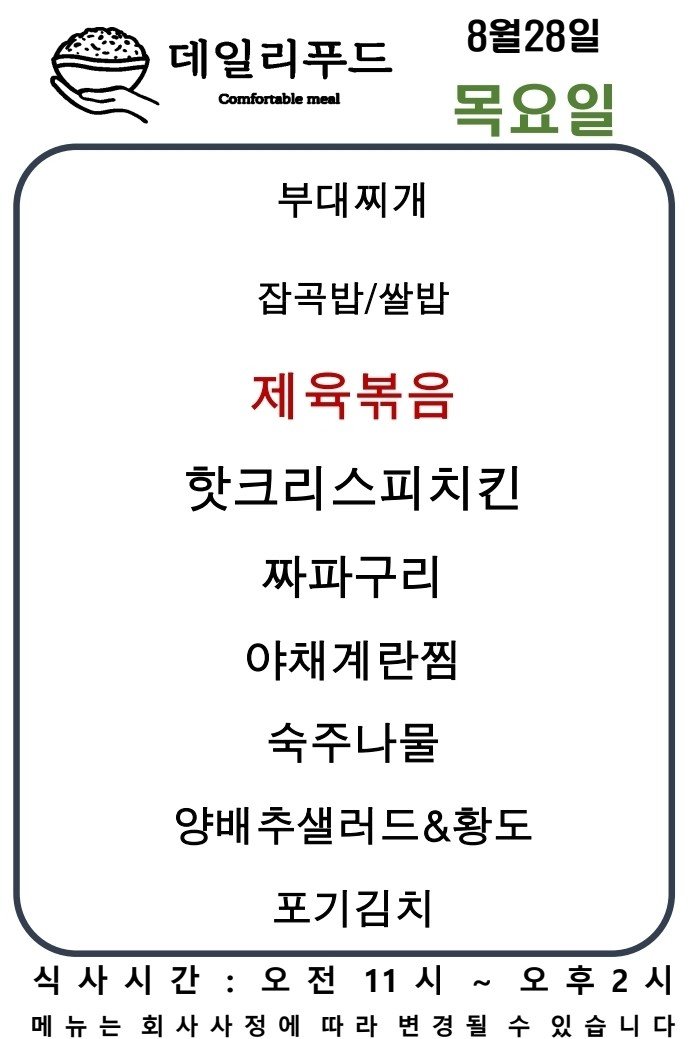 데일리푸드
Comfortable meal
8월28일
목요일
부대찌개
잡곡밥/쌀밥
제육볶음
핫크리스피치킨
짜파구리
야채계란찜
숙주나물
양배추샐러드&황도
포기김치
식사시간 : 오전 11시 ~ 오후2시
메뉴는 회사사정에 따라 변경될 수 있습니다